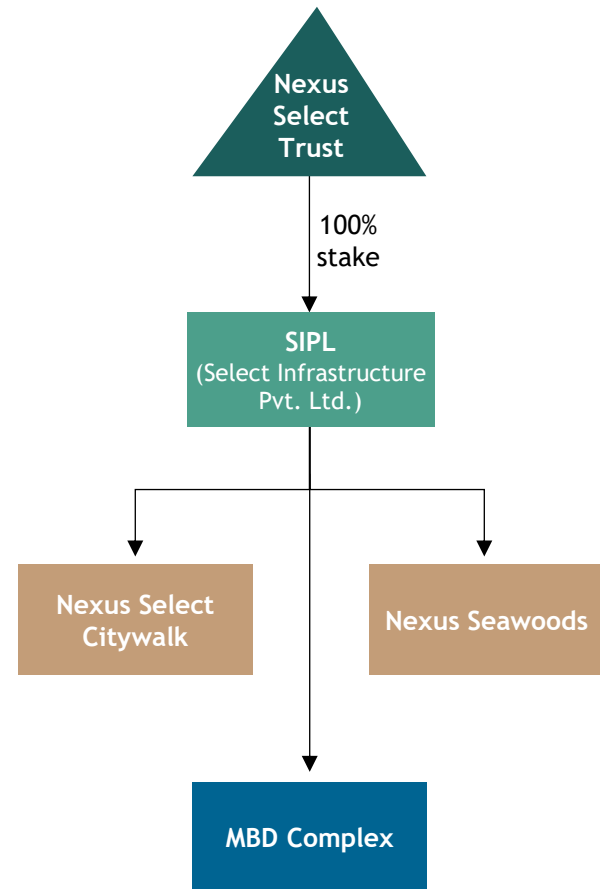 Nexus
Select
Trust
100%
stake
SIPL
(Select Infrastructure
Pvt. Ltd.)
Nexus Select
Citywalk
Nexus Seawoods
MBD Complex